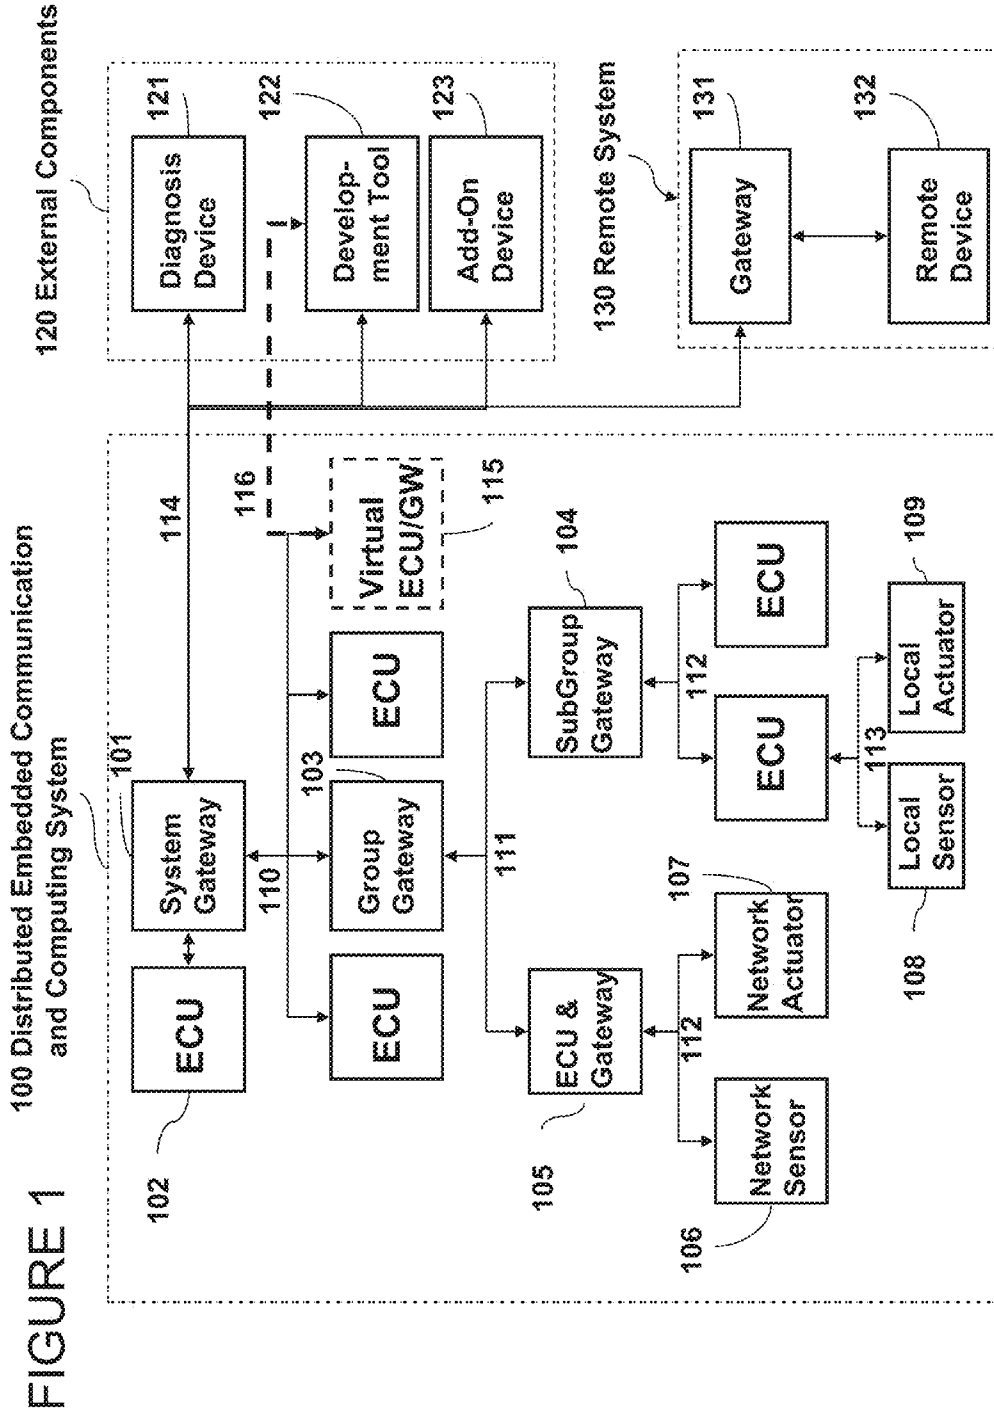 FIGURE 1
100 Distributed Embedded Communication
and Computing System
120 External Components
101
114
121
102
ECU
System
Gateway
Diagnosis
Device
110
116
122
ECU
103
Group
Gateway
ECU
Virtual
ECU/GW
115
Develop-
ment Tool
123
Add-On
Device
111
105
ECU &
Gateway
104
SubGroup
Gateway
130 Remote System
112
112
131
Gateway
106
Network
Sensor
107
Network
Actuator
ECU
ECU
113
132
Remote
Device
108
Local
Sensor
109
Local
Actuator